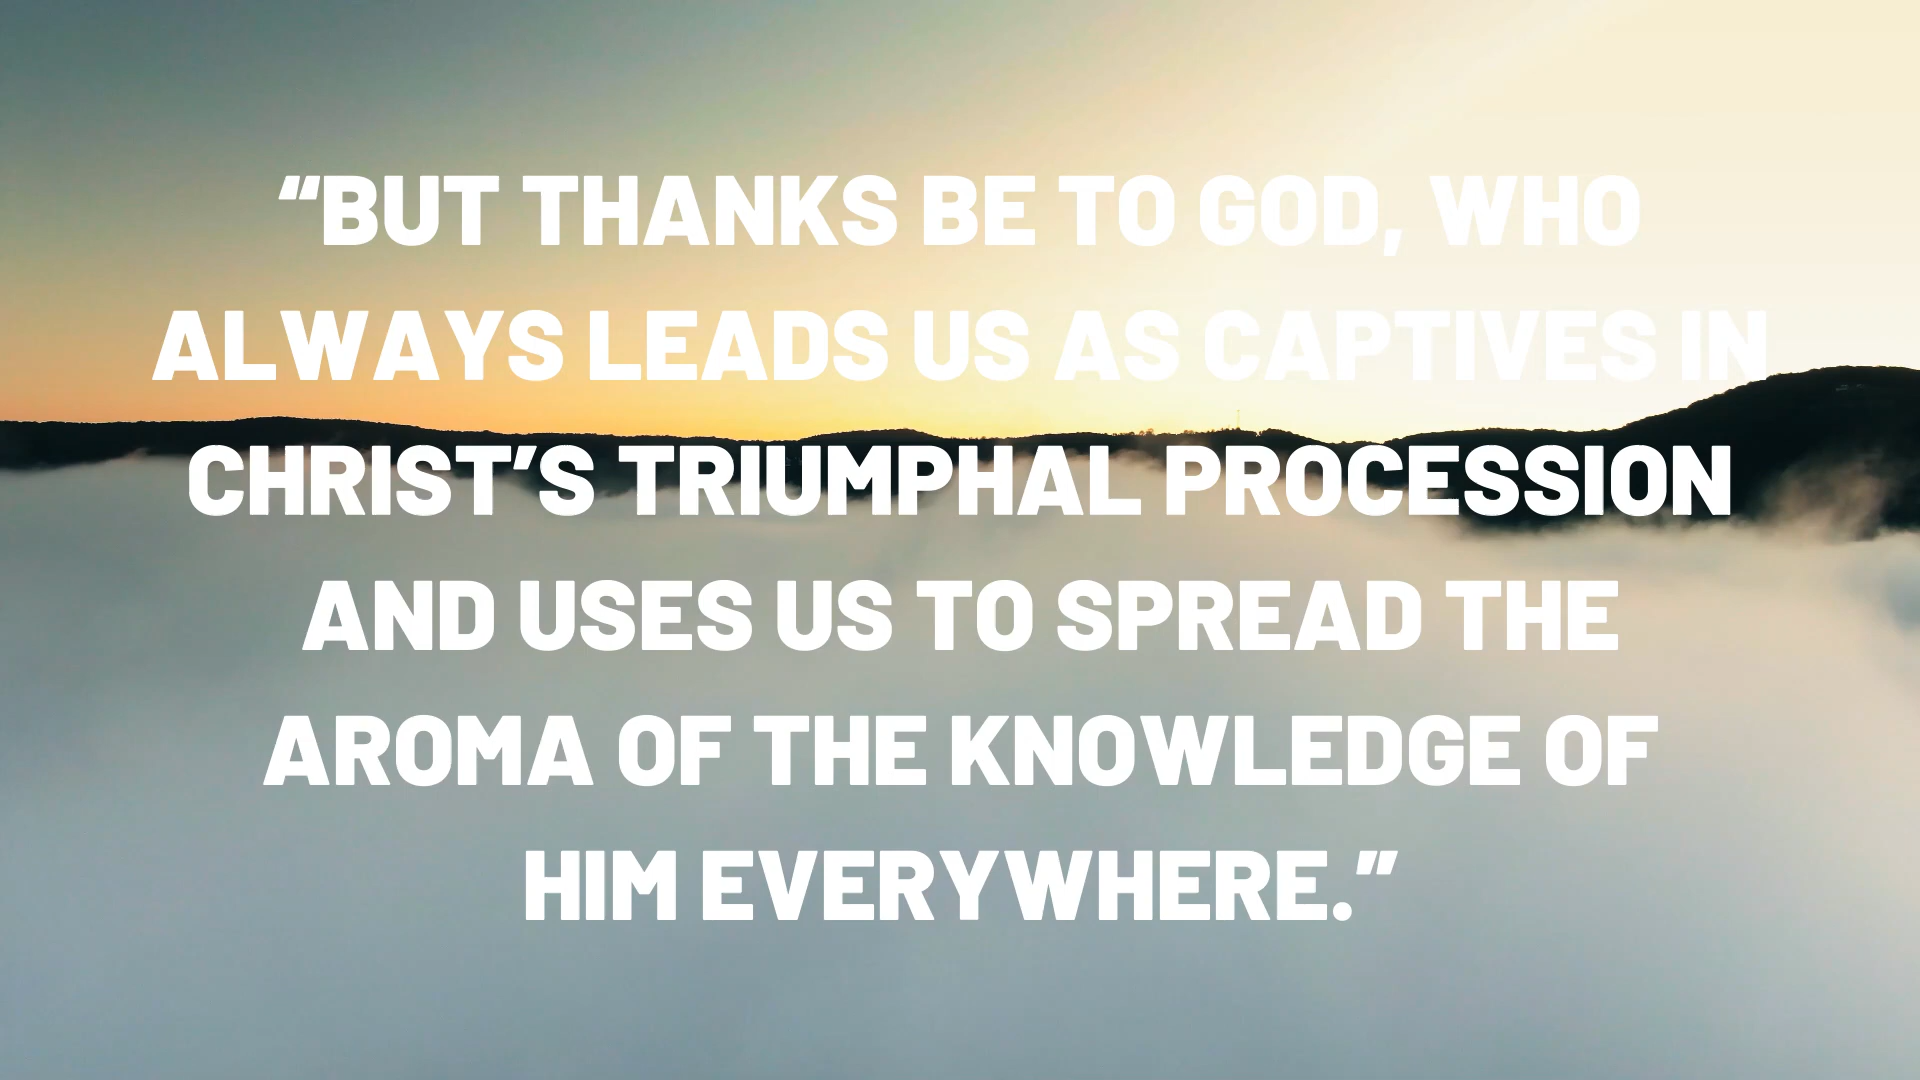 “BUT THANKS BE TO GOD, WHO
ALWAYS LEADS US AS CAPTIVES IN
CHRIST’S TRIUMPHAL PROCESSION
AND USES US TO SPREAD THE
AROMA OF THE KNOWLEDGE OF
HIM EVERYWHERE.”